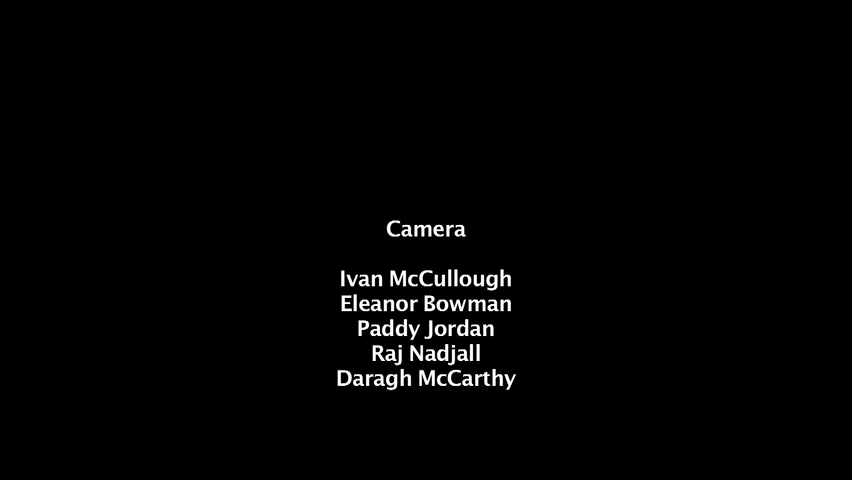 Camera
Ivan McCullough
Eleanor Bowman
Paddy Jordan
Raj Nadjall
Daragh McCarthy